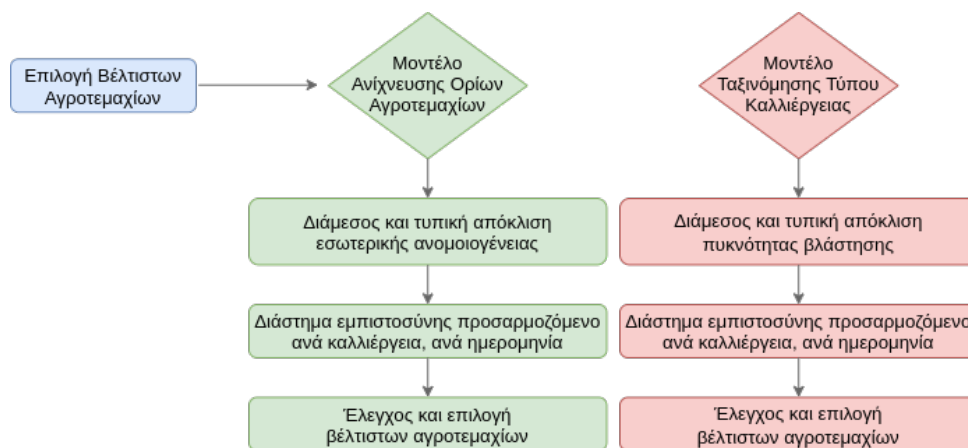 Επιλογή Βέλτιστων
Αγροτεμαχίων
Μοντέλο
Ανίχνευσης Ορίων
Αγροτεμαχίων
Μοντέλο
Ταξινόμησης Τύπου
Καλλιέργειας
Διάμεσος και τυπική απόκλιση
εσωτερικής ανομοιογένειας
Διάμεσος και τυπική απόκλιση
πυκνότητας βλάστησης
Διάστημα εμπιστοσύνης προσαρμοζόμενο
ανά καλλιέργεια, ανά ημερομηνία
Διάστημα εμπιστοσύνης προσαρμοζόμενο
ανά καλλιέργεια, ανά ημερομηνία
Έλεγχος και επιλογή
βέλτιστων αγροτεμαχίων
Έλεγχος και επιλογή
βέλτιστων αγροτεμαχίων